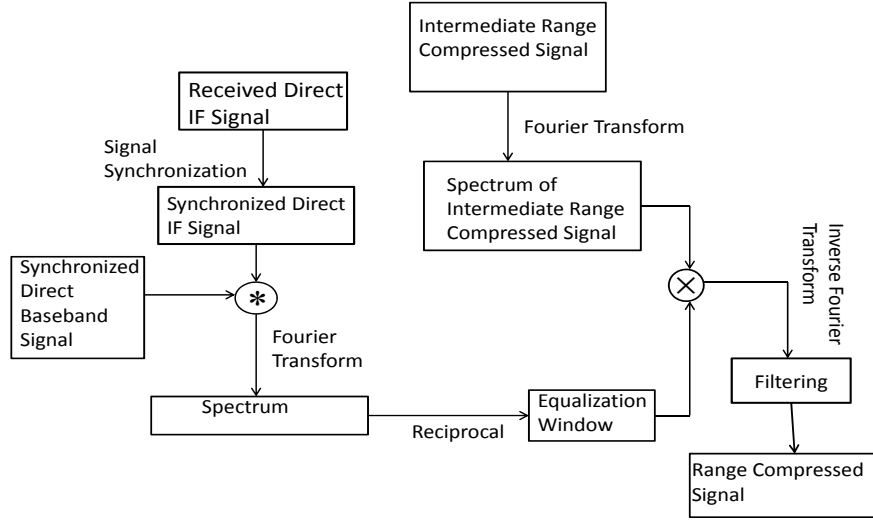 Intermediate Range
Compressed Signal
Received Direct
IF Signal
Fourier Transform
Signal
Synchronization
Spectrum of
Intermediate Range
Compressed Signal
Synchronized Direct
IF Signal
Inverse Fourier
Transform
Synchronized
Direct
Baseband
Signal
*
×
Fourier
Transform
Filtering
Spectrum
Reciprocal
Equalization
Window
Range Compressed
Signal